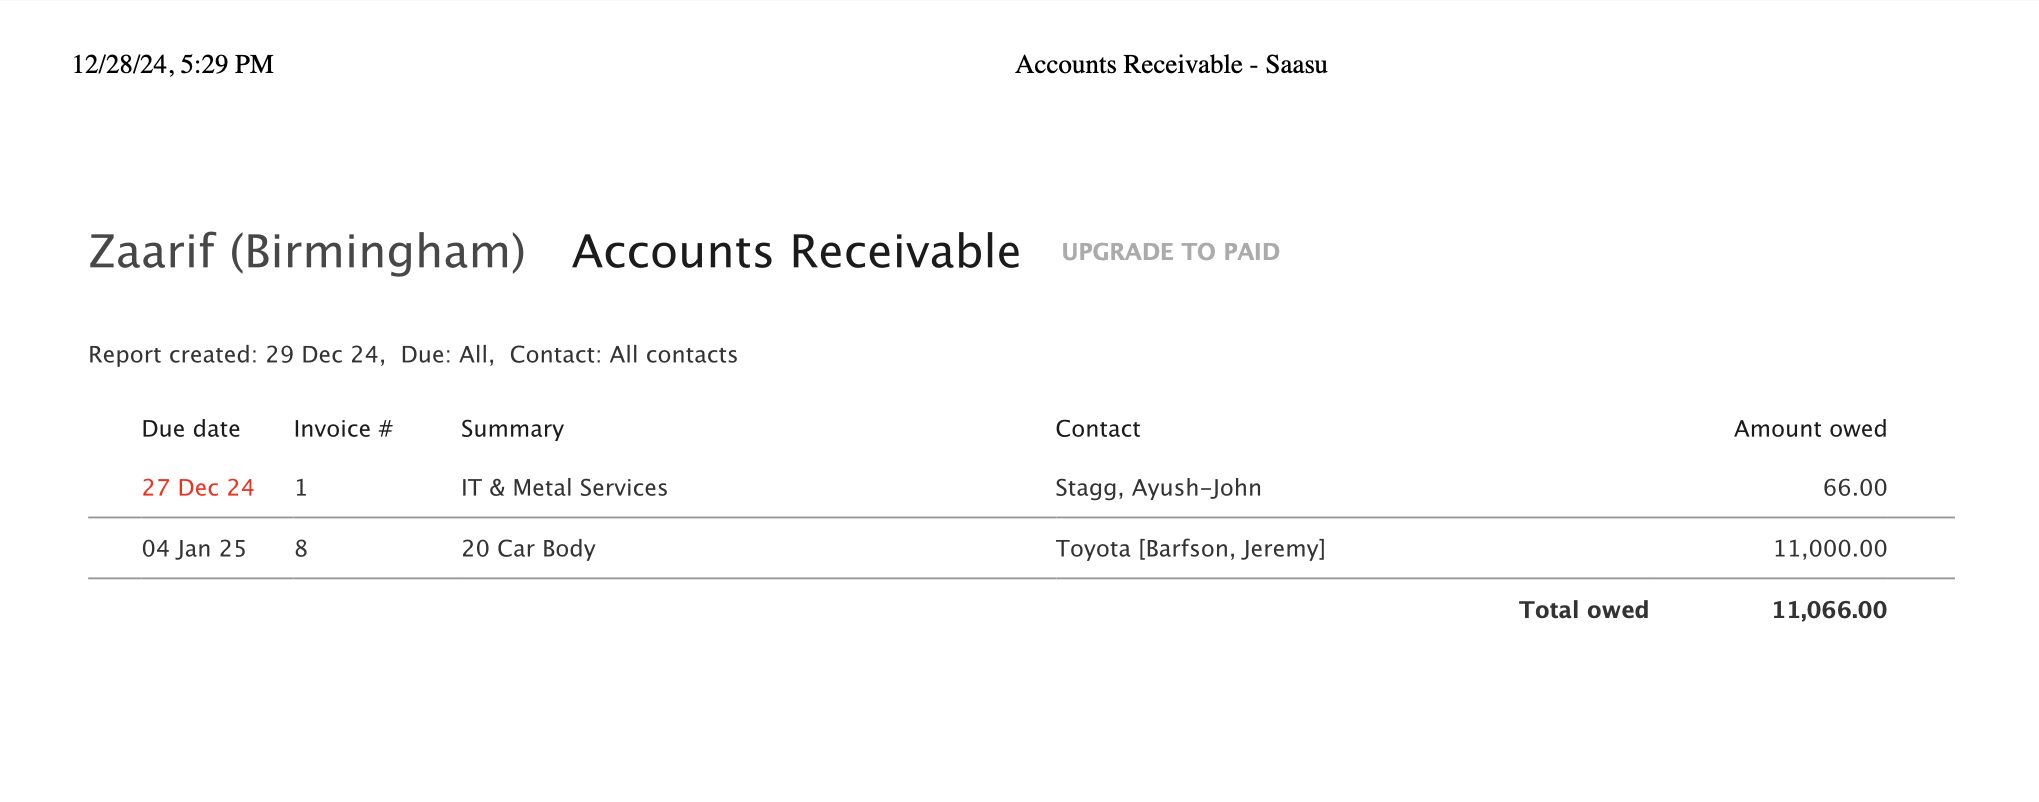 12/28/24, 5:29 PM Accounts Receivable - Saasu
Zaarif (Birmingham) Accounts Receivable UPGRADE TO PAID
Report created: 29 Dec 24, Due: All, Contact: All contacts
Due date Invoice # Summary Contact Amount owed
27 Dec 24 1 IT & Metal Services Stagg, Ayush-John 66.00
04 Jan 25 8 20 Car Body Toyota [Barfson, Jeremy] 11,000.00
Total owed 11,066.00